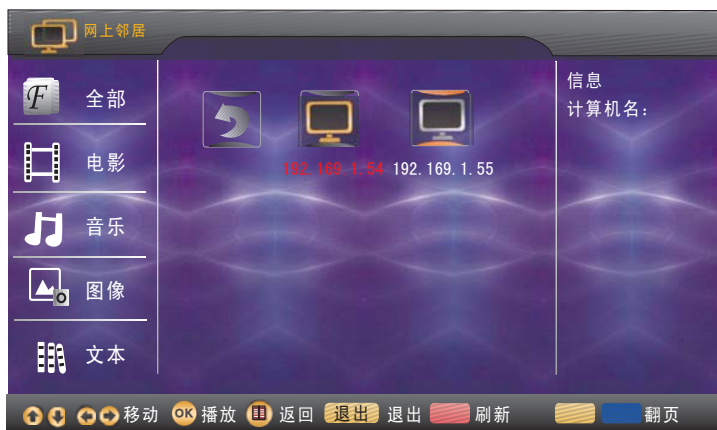 网上邻居
F 全部
电影
音乐
图像
文本
192.169.1.54 192.169.1.55
信息
计算机名:
移动 OK 播放 返回 退出 退出 刷新 翻页